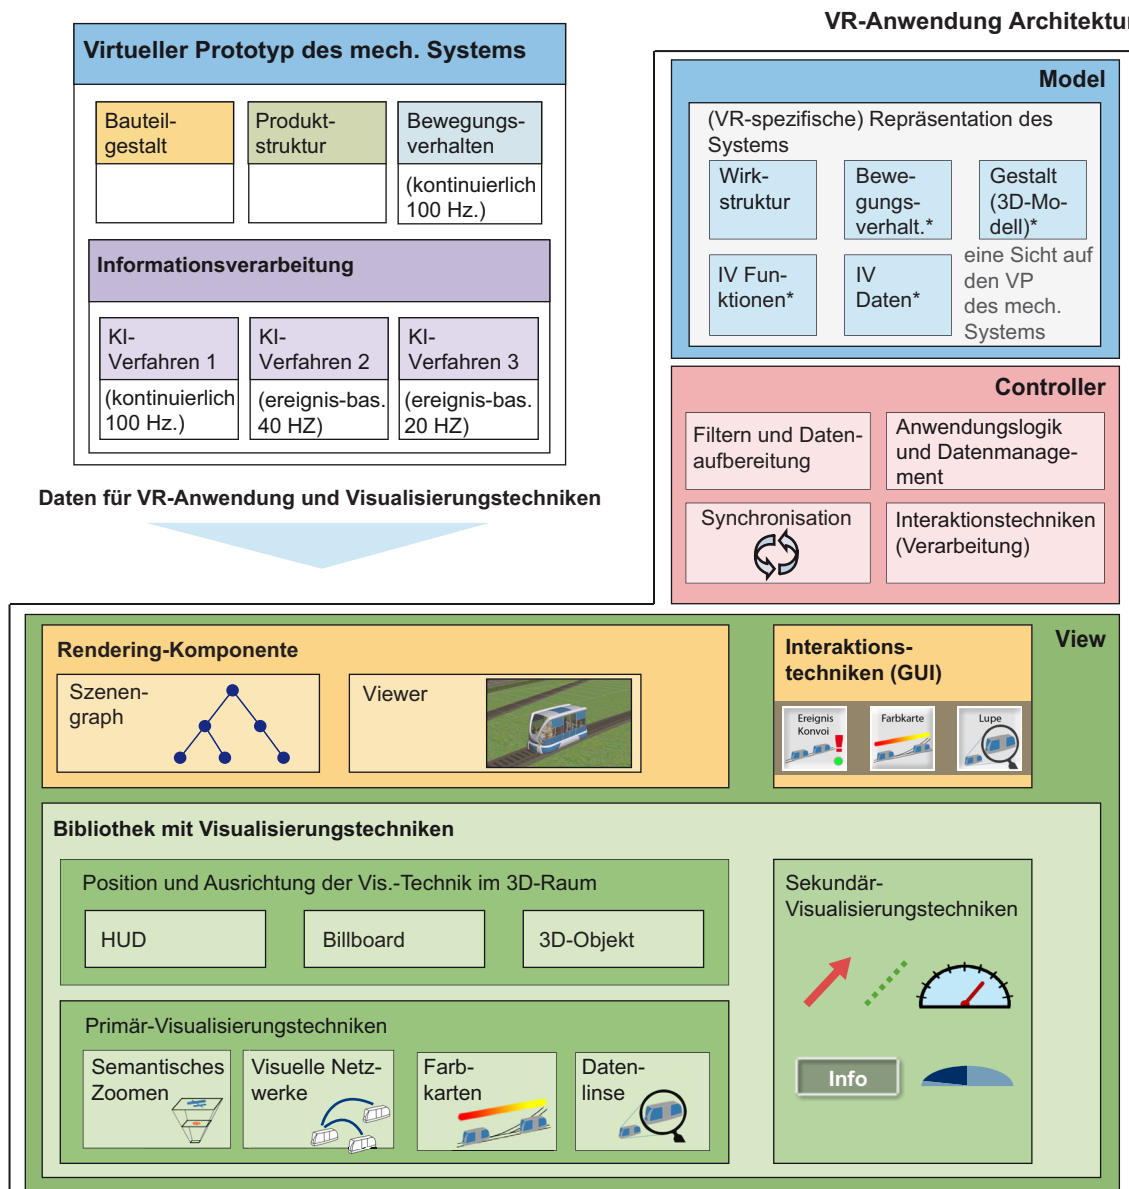 VR-Anwendung Architektur
Virtueller Prototyp des mech. Systems
Bauteil-
gestalt
Produkt-
struktur
Bewegungs-
verhalten
(kontinuierlich
100 Hz.)
Informationsverarbeitung
KI-
Verfahren 1
(kontinuierlich
100 Hz.)
KI-
Verfahren 2
(ereignis-bas.
40 HZ)
KI-
Verfahren 3
(ereignis-bas.
20 HZ)
Daten für VR-Anwendung und Visualisierungstechniken
Model
(VR-spezifische) Repräsentation des
Systems
Wirk-
struktur
Bewe-
gungs-
verhalt.*
Gestalt
(3D-Mo-
dell)*
IV Fun-
ktionen*
IV
Daten*
eine Sicht auf
den VP
des mech.
Systems
Controller
Filtern und Daten-
aufbereitung
Anwendungslogik
und Datenmanage-
ment
Synchronisation
Interaktionstechniken
(Verarbeitung)
View
Rendering-Komponente
Szenen-
graph
Viewer
Interaktions-
techniken (GUI)
Ereignis
Konvoi
Farbkarte
Lupe
Bibliothek mit Visualisierungstechniken
Position und Ausrichtung der Vis.-Technik im 3D-Raum
HUD
Billboard
3D-Objekt
Primär-Visualisierungstechniken
Semantisches
Zoomen
Visuelle Netz-
werke
Farb-
karten
Daten-
linse
Sekundär-
Visualisierungstechniken
Info